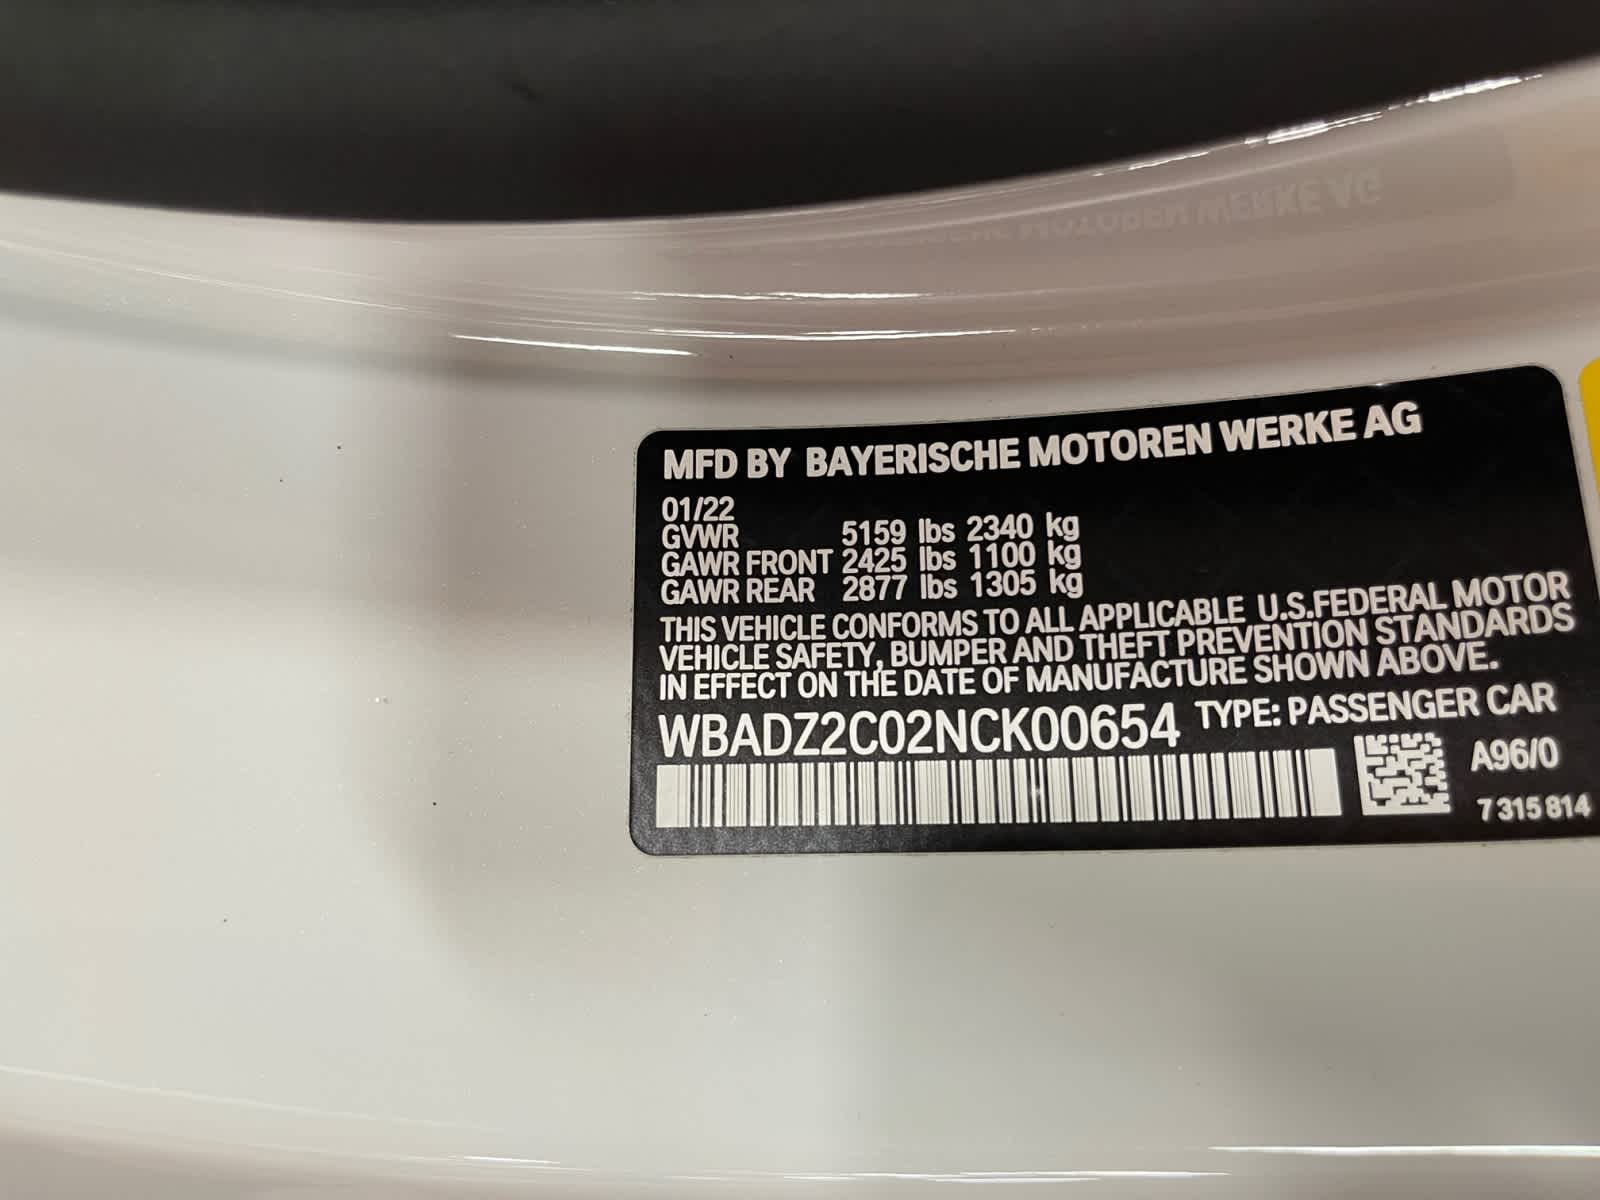 MFD BY BAYERISCHE MOTOREN WERKE AG
01/22
GVWR 5159 lbs 2340 kg
GAWR FRONT 2425 lbs 1100 kg
GAWR REAR 2877 lbs 1305 kg
THIS VEHICLE CONFORMS TO ALL APPLICABLE U.S.FEDERAL MOTOR
VEHICLE SAFETY, BUMPER AND THEFT PREVENTION STANDARDS
IN EFFECT ON THE DATE OF MANUFACTURE SHOWN ABOVE.
WBADZ2C02NCK00654 TYPE: PASSENGER CAR
A96/0
7 315 814